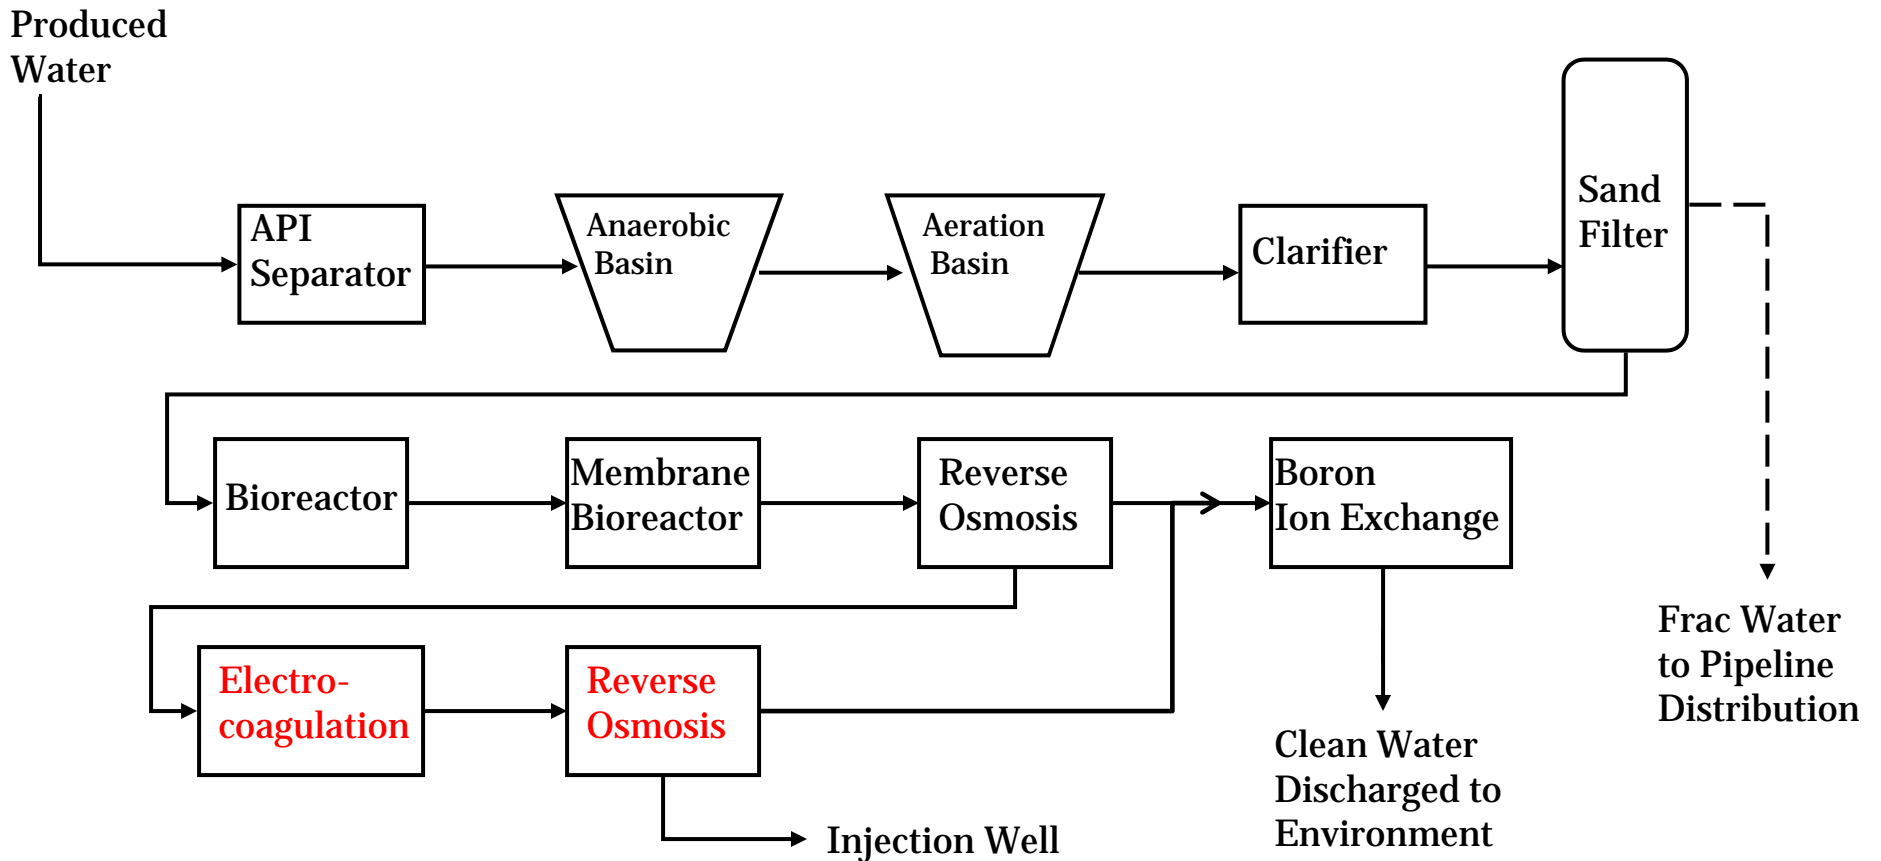 Produced
Water
API
Separator
Anaerobic
Basin
Aeration
Basin
Clarifier
Sand
Filter
Bioreactor
Membrane
Bioreactor
Reverse
Osmosis
Boron
Ion Exchange
Frac Water
to Pipeline
Distribution
Electro-
coagulation
Reverse
Osmosis
Clean Water
Discharged to
Environment
Injection Well